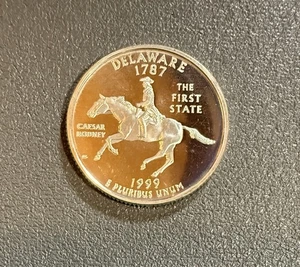 DELAWARE
1787
THE
FIRST
STATE
CAESAR
RODNEY
1999
E PLURIBUS UNUM